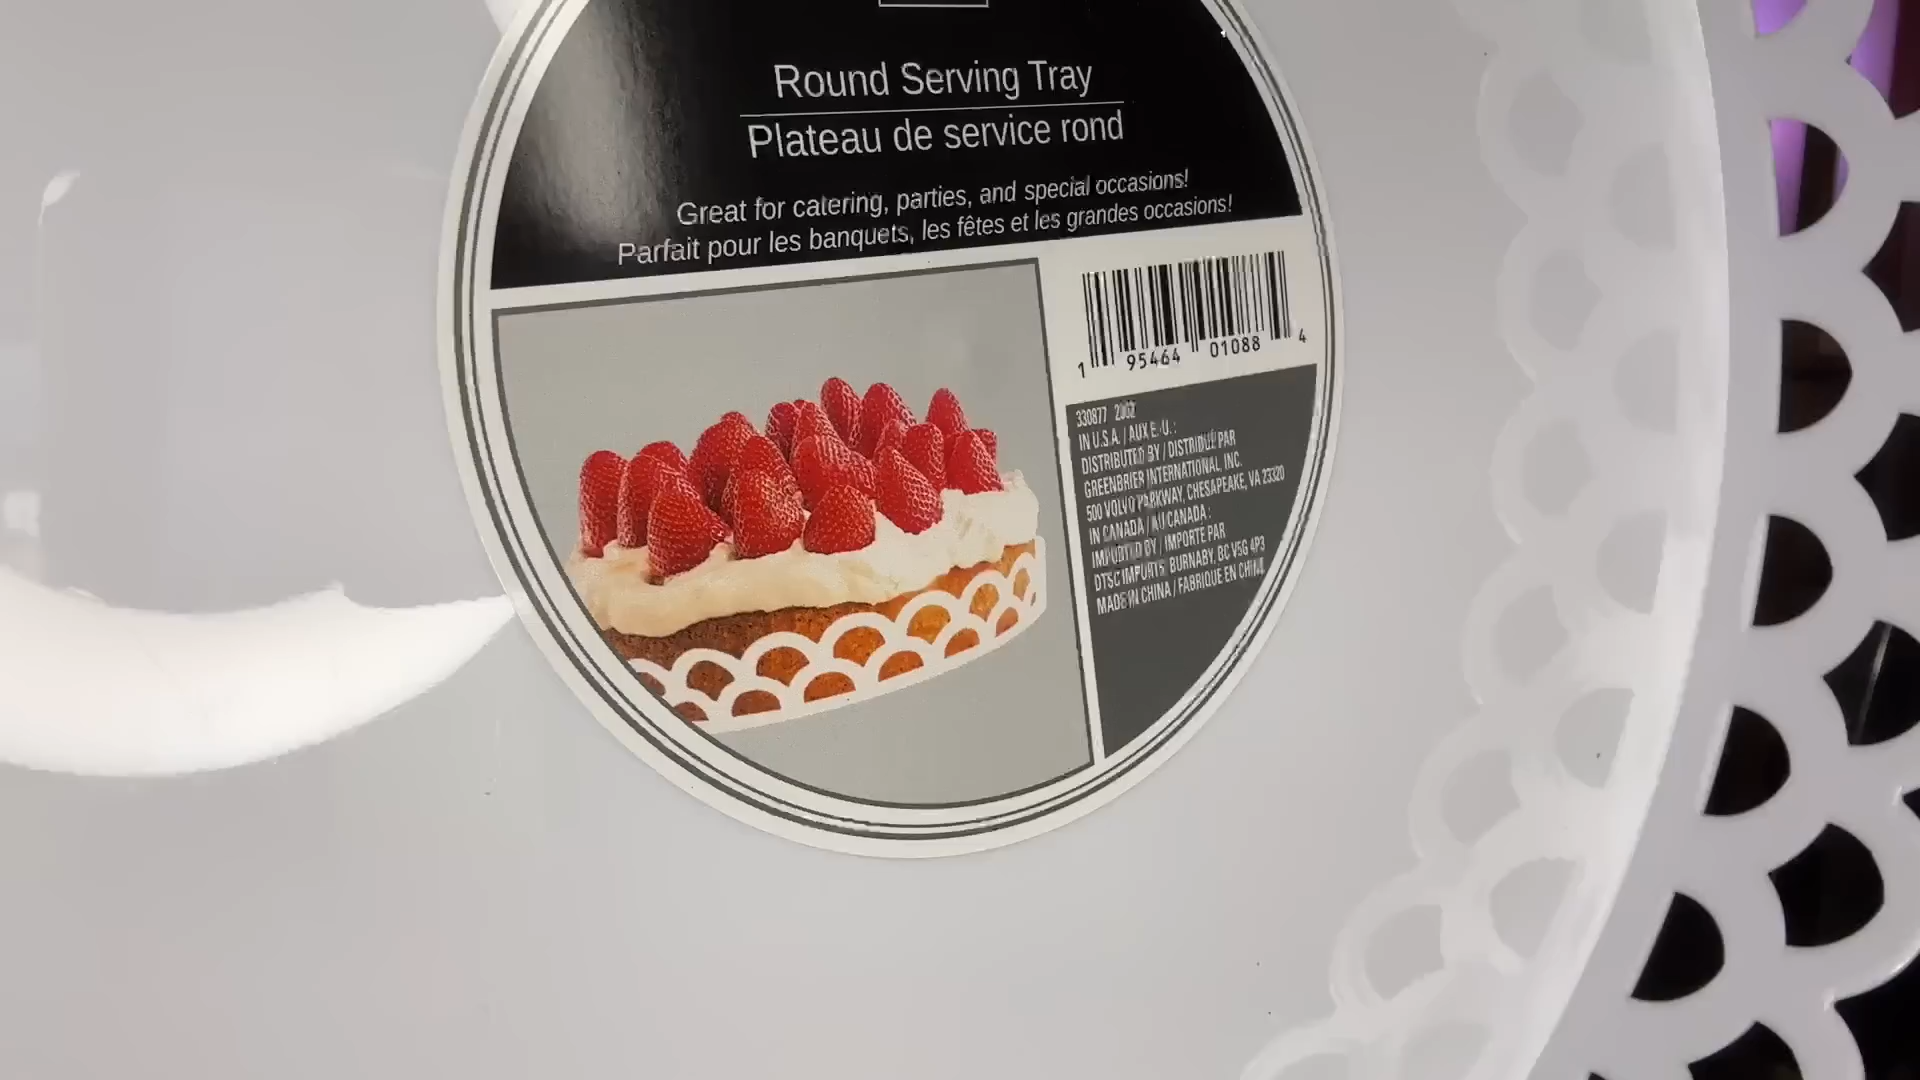 Round Serving Tray
Plateau de service rond
Great for catering, parties, and special occasions!
Parfait pour les banquets, les fêtes et les grandes occasions!
1 95464 01088 4
330877
IN U.S.A. / AUX E.-U. :
DISTRIBUTED BY / DISTRIBUÉ PAR
GREENBRIER INTERNATIONAL, INC.
500 VOLVO PARKWAY, CHESAPEAKE, VA 23320
IN CANADA / AU CANADA :
IMPORTED BY / IMPORTÉ PAR
DTSC IMPORTS, BURNABY, BC V5G 4P3
MADE IN CHINA / FABRIQUÉ EN CHINE